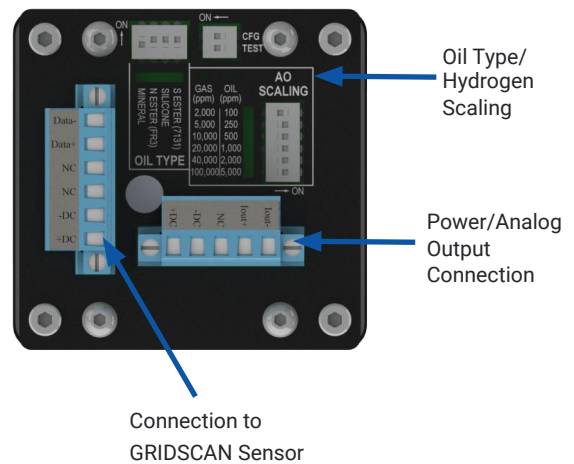 ON
ON
CFG
TEST
S.ESTER (7131)
SILICONE
N ESTER (FR3)
MINERAL
OIL TYPE
AO
SCALING
GAS OIL
(ppm) (ppm)
2,000 100
5,000 250
10,000 500
20,000 1,000
40,000 2,000
100,000 5,000
ON
Data-
Data+
NC
NC
-DC
+DC
+DC
-DC
NC
Iout+
Iout-
Oil Type/
Hydrogen
Scaling
Power/Analog
Output
Connection
Connection to
GRIDSCAN Sensor